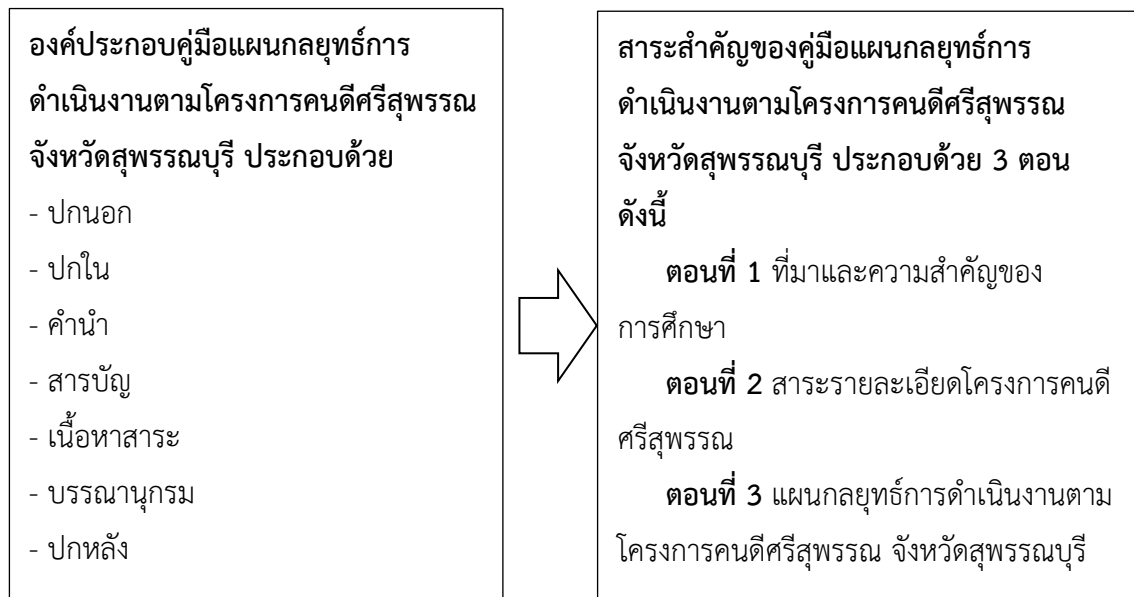 องค์ประกอบคู่มือแผนกลยุทธ์การ
ดำเนินงานตามโครงการคนดีศรีสุพรรณ
จังหวัดสุพรรณบุรี ประกอบด้วย
- ปกนอก
- ปกใน
- คำนำ
- สารบัญ
- เนื้อหาสาระ
- บรรณานุกรม
- ปกหลัง
สาระสำคัญของคู่มือแผนกลยุทธ์การ
ดำเนินงานตามโครงการคนดีศรีสุพรรณ
จังหวัดสุพรรณบุรี ประกอบด้วย 3 ตอน
ดังนี้
ตอนที่ 1 ที่มาและความสำคัญของ
การศึกษา
ตอนที่ 2 สาระรายละเอียดโครงการคนดี
ศรีสุพรรณ
ตอนที่ 3 แผนกลยุทธ์การดำเนินงานตาม
โครงการคนดีศรีสุพรรณ จังหวัดสุพรรณบุรี